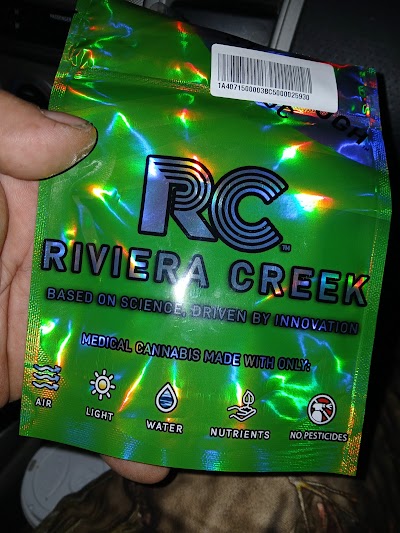 1A4071500003BC5000025930
RC™
RIVIERA CREEK
BASED ON SCIENCE, DRIVEN BY INNOVATION
MEDICAL CANNABIS MADE WITH ONLY:
AIR LIGHT WATER NUTRIENTS NO PESTICIDES